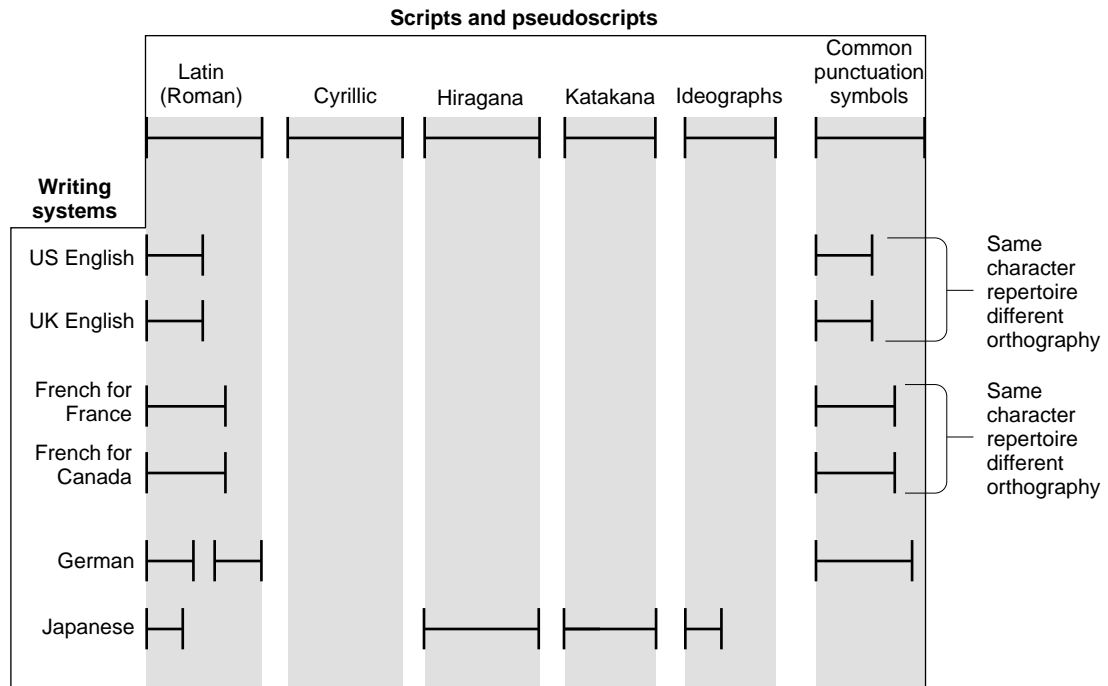 Scripts and pseudoscripts
Latin
(Roman)
Cyrillic
Hiragana
Katakana
Ideographs
Common
punctuation
symbols
Writing
systems
US English
UK English
Same
character
repertoire
different
orthography
French for
France
French for
Canada
Same
character
repertoire
different
orthography
German
Japanese